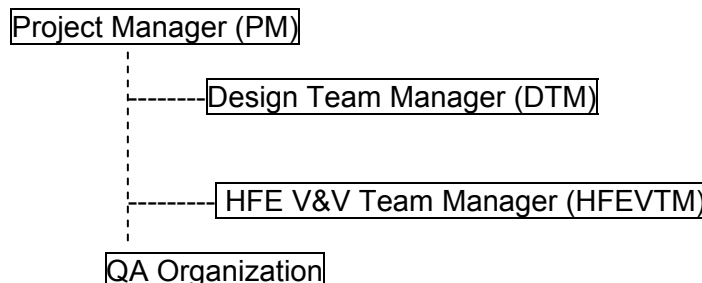 Project Manager (PM)
Design Team Manager (DTM)
HFE V&V Team Manager (HFEVTM)
QA Organization